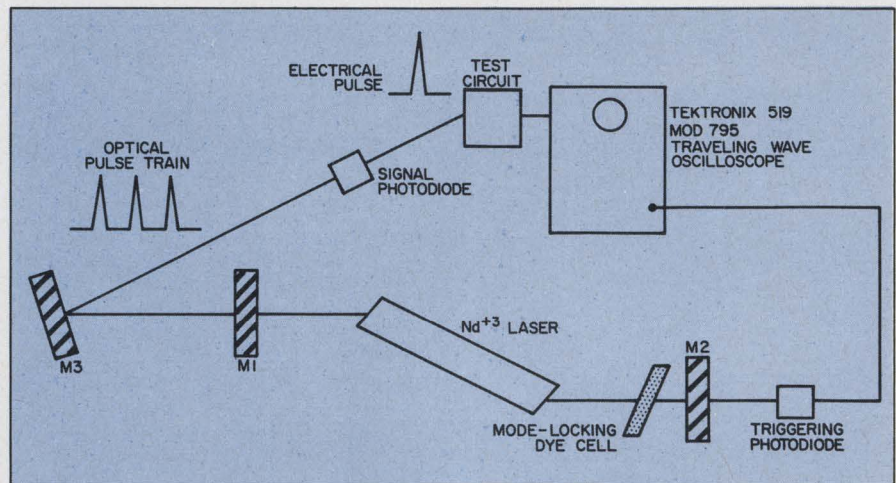 ELECTRICAL
PULSE
TEST
CIRCUIT
TEKTRONIX 519
MOD 795
TRAVELING WAVE
OSCILLOSCOPE
OPTICAL
PULSE TRAIN
SIGNAL
PHOTODIODE
M3
M1
Nd+3 LASER
M2
MODE-LOCKING
DYE CELL
TRIGGERING
PHOTODIODE